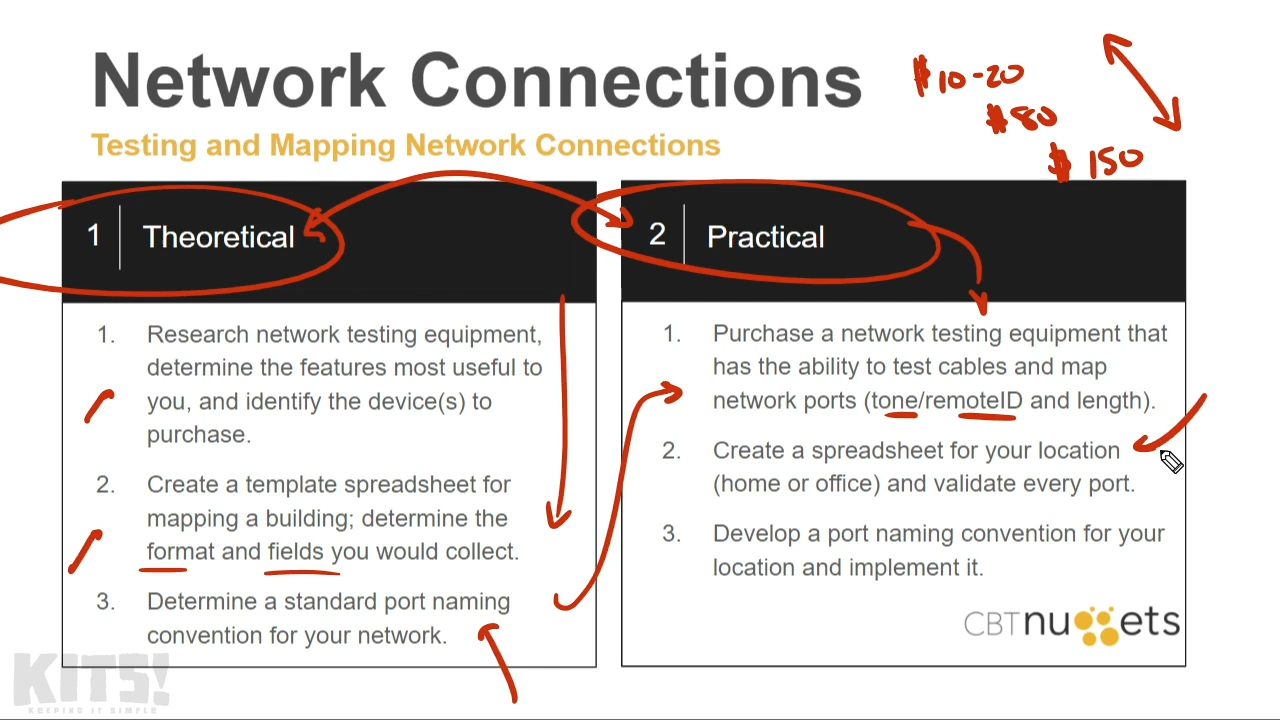 Network Connections
$10-20
$80
$150
Testing and Mapping Network Connections
1 Theoretical
1. Research network testing equipment,
determine the features most useful to
you, and identify the device(s) to
purchase.
2. Create a template spreadsheet for
mapping a building; determine the
format and fields you would collect.
3. Determine a standard port naming
convention for your network.
2 Practical
1. Purchase a network testing equipment that
has the ability to test cables and map
network ports (tone/remoteID and length).
2. Create a spreadsheet for your location
(home or office) and validate every port.
3. Develop a port naming convention for your
location and implement it.
CBTnuggets
KITS!
KEEPING IT SIMPLE